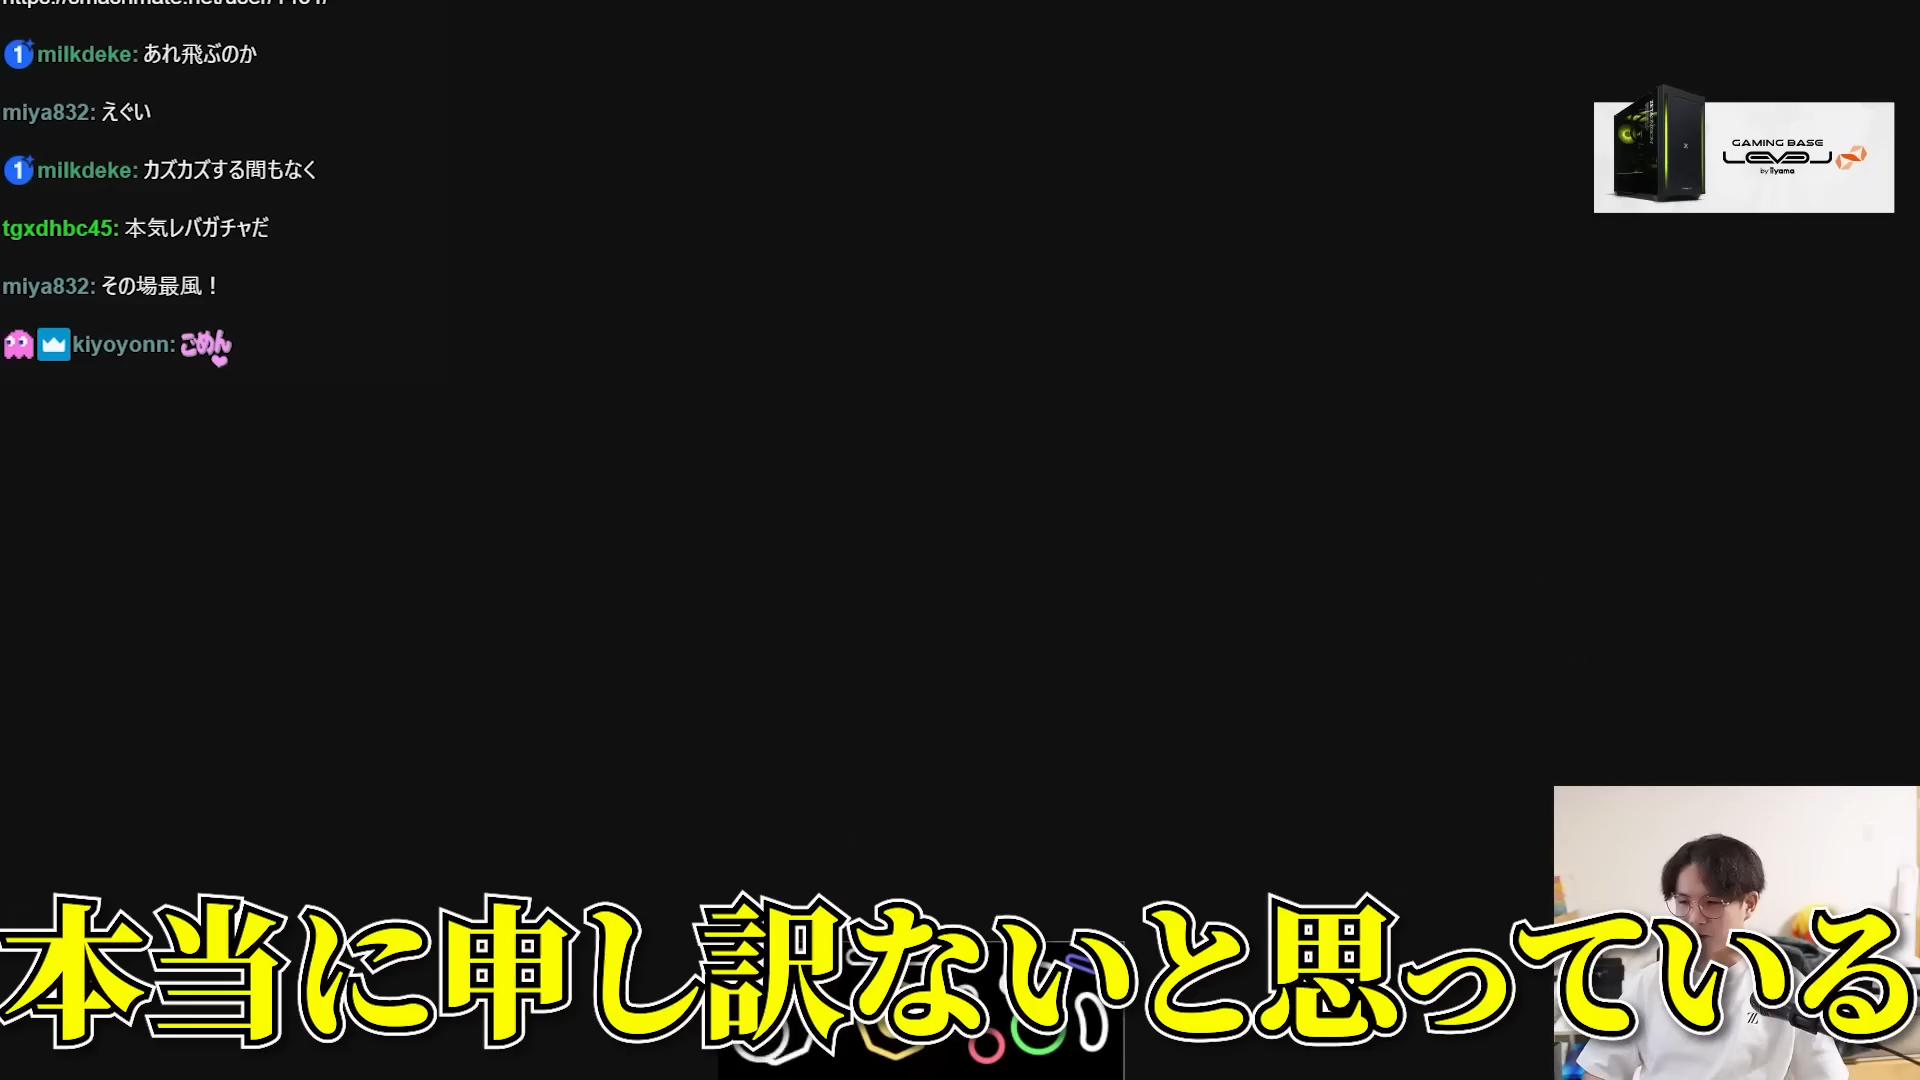 milkdeke: あれ飛ぶのか
miya832: えぐい
milkdeke: カズカズする間もなく
tgxdhbc45: 本気レバガチャだ
miya832: その場最風！
kiyoyonn: ごめん
GAMING BASE
LEVEL
by iiyama
本当に申し訳ないと思っている